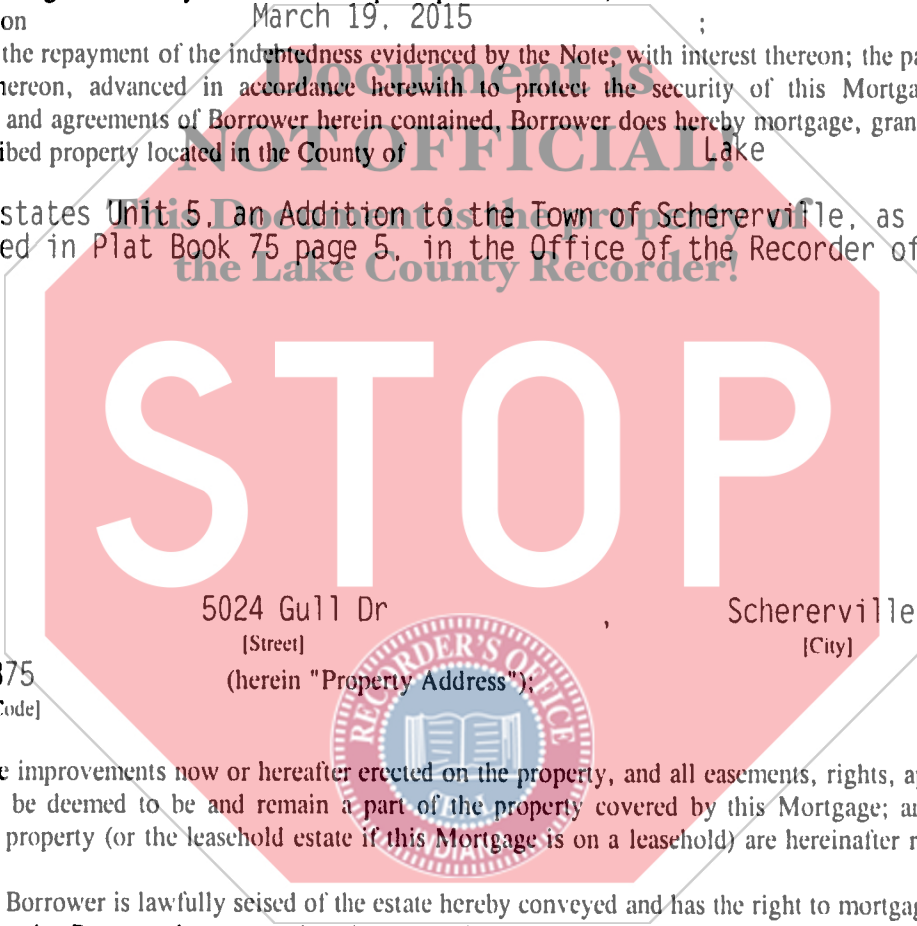 on March 19, 2015 ;
the repayment of the indebtedness evidenced by the Note, with interest thereon; the pa
hereon, advanced in accordance herewith to protect the security of this Mortga
and agreements of Borrower herein contained, Borrower does hereby mortgage, gran
ibed property located in the County of Lake
Document is
NOT OFFICIAL!
This Document is the property
the Lake County Recorder!
states Unit 5, an Addition to the Town of Schererville, as
ed in Plat Book 75 page 5, in the Office of the Recorder of
STOP
5024 Gull Dr , Schererville
[Street] [City]
375 (herein "Property Address");
Code]
RECORDER'S OFFICE
INDIANA
e improvements now or hereafter erected on the property, and all easements, rights, a
be deemed to be and remain a part of the property covered by this Mortgage; a
property (or the leasehold estate if this Mortgage is on a leasehold) are hereinafter r
Borrower is lawfully seised of the estate hereby conveyed and has the right to mortgag